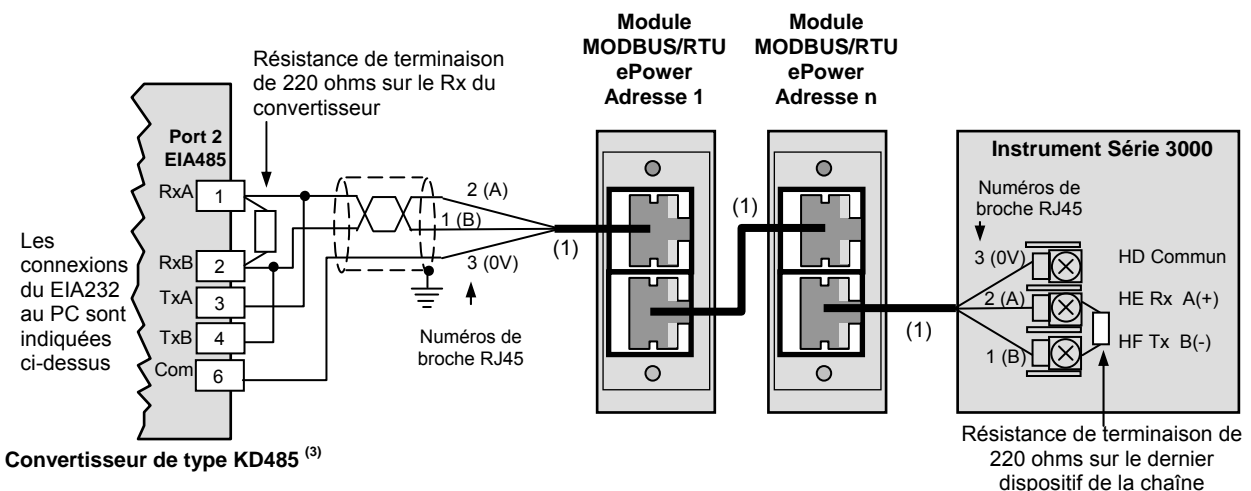 Module
MODBUS/RTU
ePower
Adresse 1
Module
MODBUS/RTU
ePower
Adresse n
Résistance de terminaison
de 220 ohms sur le Rx du
convertisseur
Port 2
EIA485
RxA
1
RxB
2
TxA
3
TxB
4
Com
6
Les
connexions
du EIA232
au PC sont
indiquées
ci-dessus
2 (A)
1 (B)
3 (0V)
(1)
Numéros de
broche RJ45
(1)
(1)
Instrument Série 3000
Numéros de
broche RJ45
3 (0V)
HD Commun
2 (A)
HE Rx A(+)
1 (B)
HF Tx B(-)
Résistance de terminaison de
220 ohms sur le dernier
dispositif de la chaîne
Convertisseur de type KD485 (3)